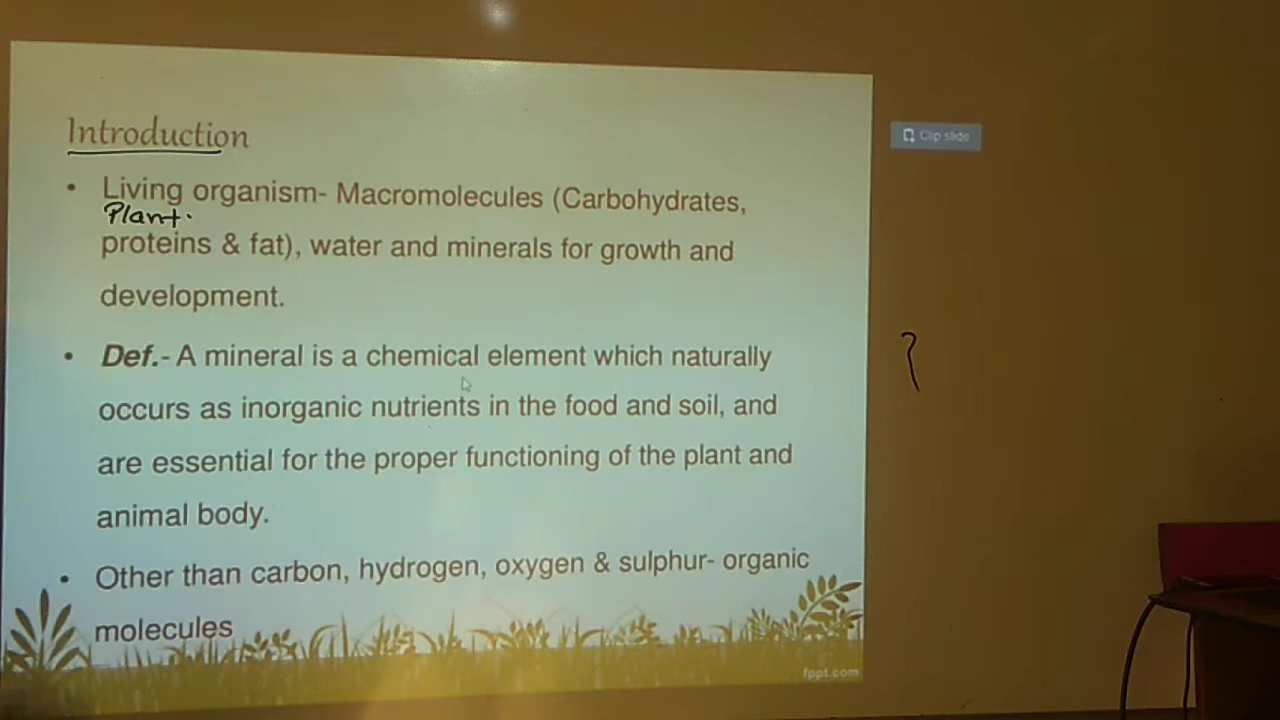 Introduction
Clip slide
• Living organism- Macromolecules (Carbohydrates,
Plant.
proteins & fat), water and minerals for growth and
development.
• Def.- A mineral is a chemical element which naturally
occurs as inorganic nutrients in the food and soil, and
are essential for the proper functioning of the plant and
animal body.
• Other than carbon, hydrogen, oxygen & sulphur- organic
molecules
fppt.com